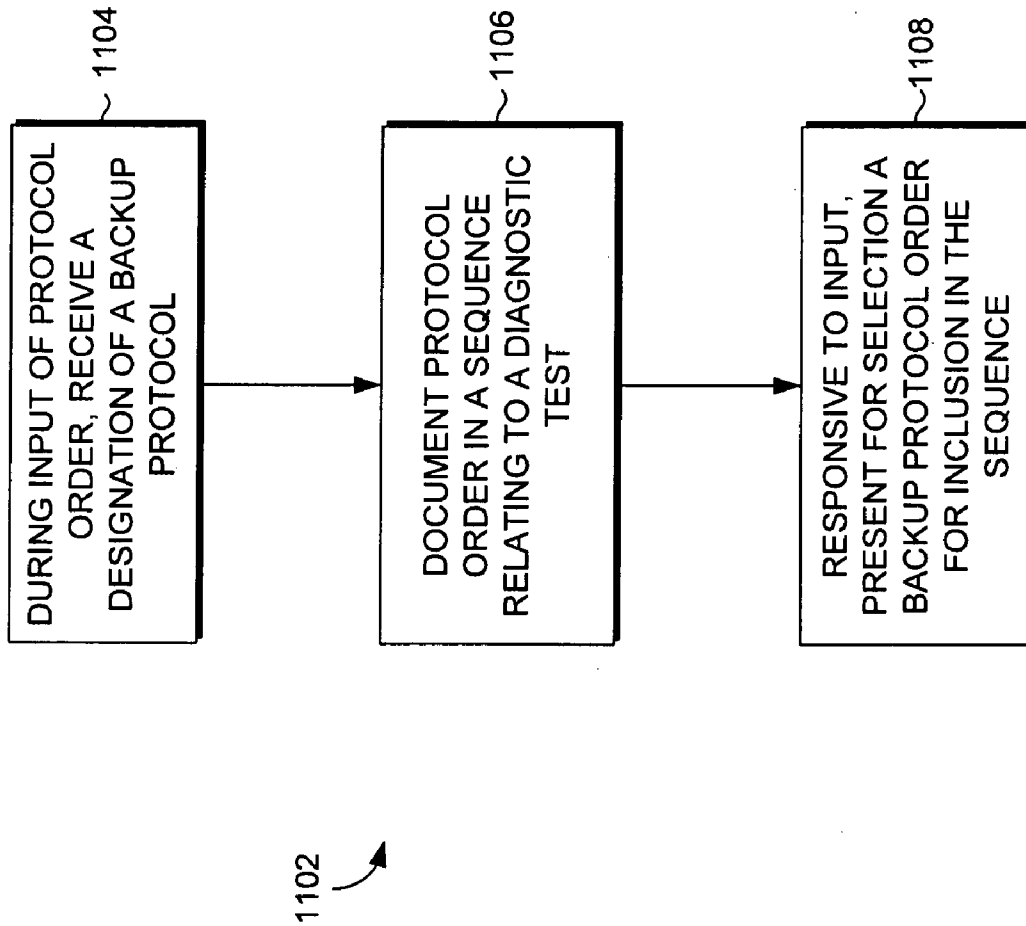 DURING INPUT OF PROTOCOL
ORDER, RECEIVE A
DESIGNATION OF A BACKUP
PROTOCOL
1104
DOCUMENT PROTOCOL
ORDER IN A SEQUENCE
RELATING TO A DIAGNOSTIC
TEST
1106
RESPONSIVE TO INPUT,
PRESENT FOR SELECTION A
BACKUP PROTOCOL ORDER
FOR INCLUSION IN THE
SEQUENCE
1108
1102